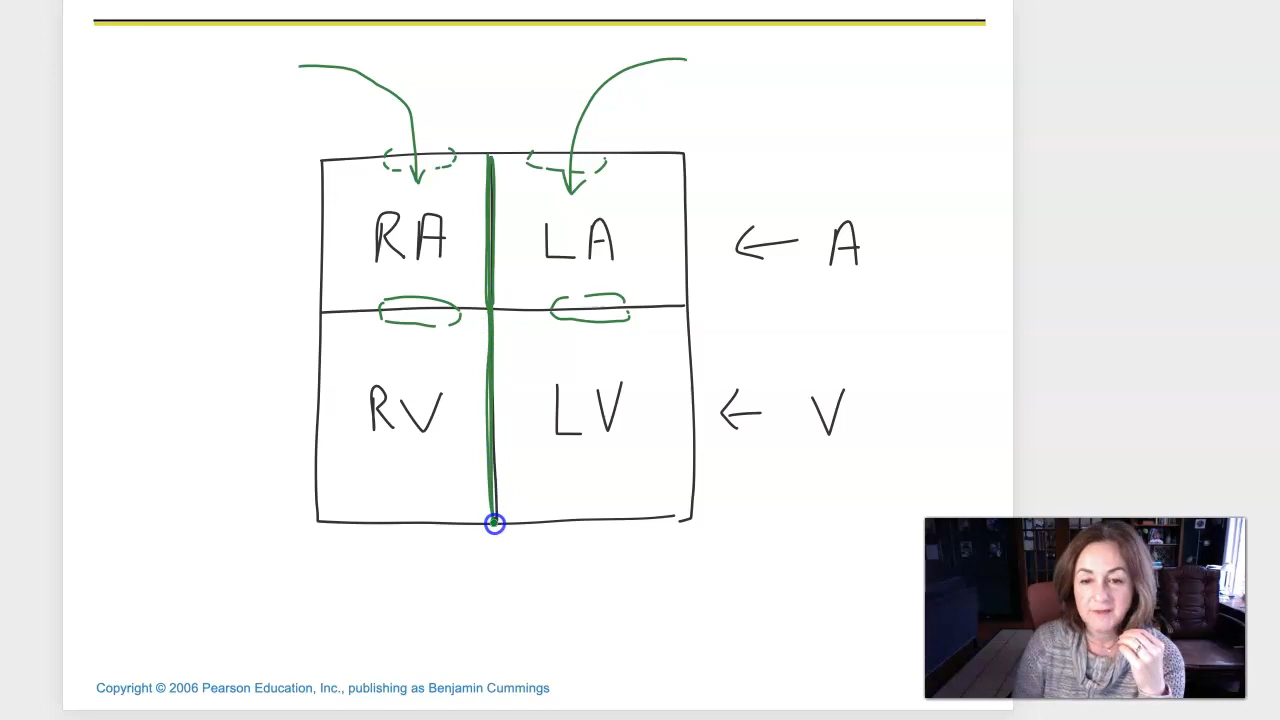 RA LA ← A
RV LV ← V
Copyright © 2006 Pearson Education, Inc., publishing as Benjamin Cummings